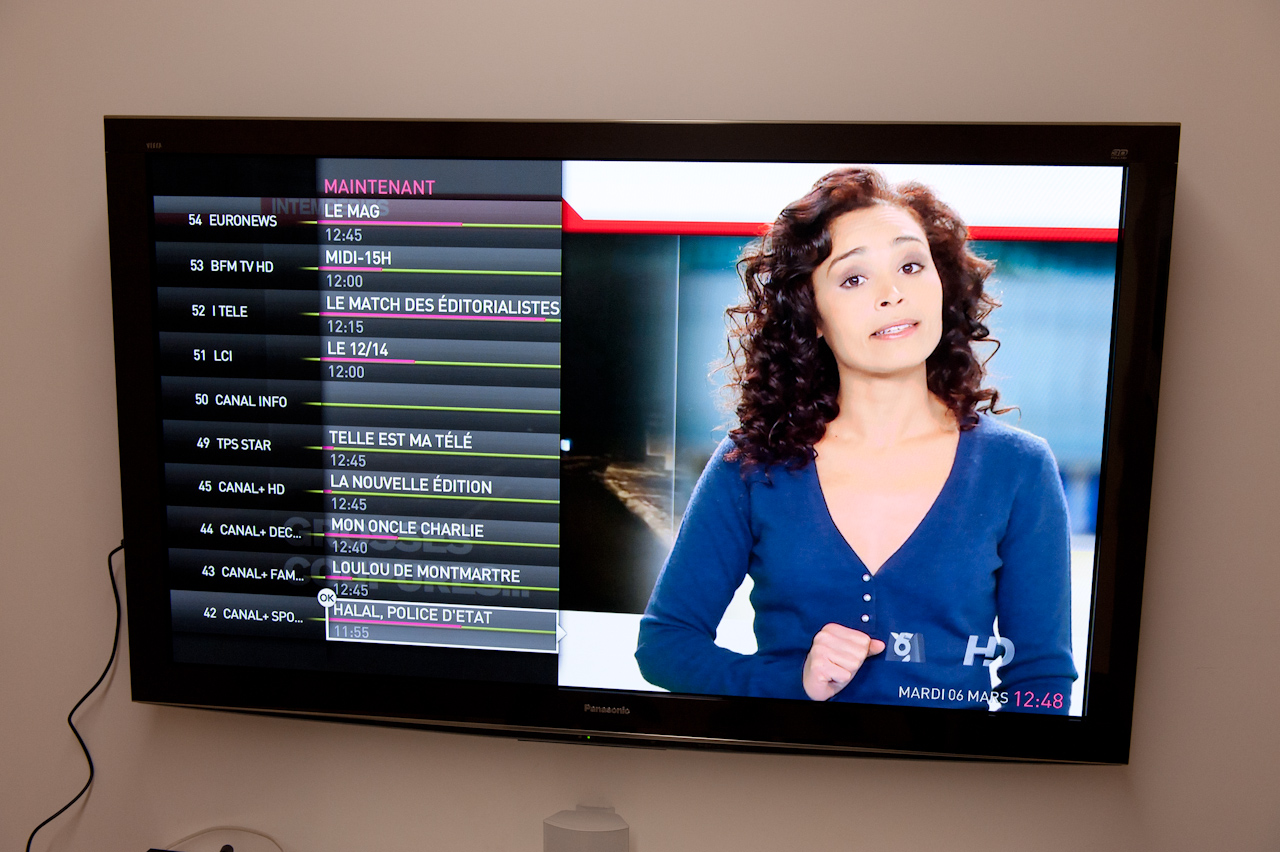 MAINTENANT
54 EURONEWS
LE MAG
12:45
53 BFM TV HD
MIDI-15H
12:00
52 I TELE
LE MATCH DES ÉDITORIALISTES
12:15
51 LCI
LE 12/14
12:00
50 CANAL INFO
49 TPS STAR
TELLE EST MA TÉLÉ
12:45
45 CANAL+ HD
LA NOUVELLE ÉDITION
12:45
44 CANAL+ DEC...
MON ONCLE CHARLIE
12:40
43 CANAL+ FAM...
LOULOU DE MONTMARTRE
12:45
OK
42 CANAL+ SPO...
HALAL, POLICE D'ETAT
11:55
6 HD
MARDI 06 MARS 12:48
Panasonic